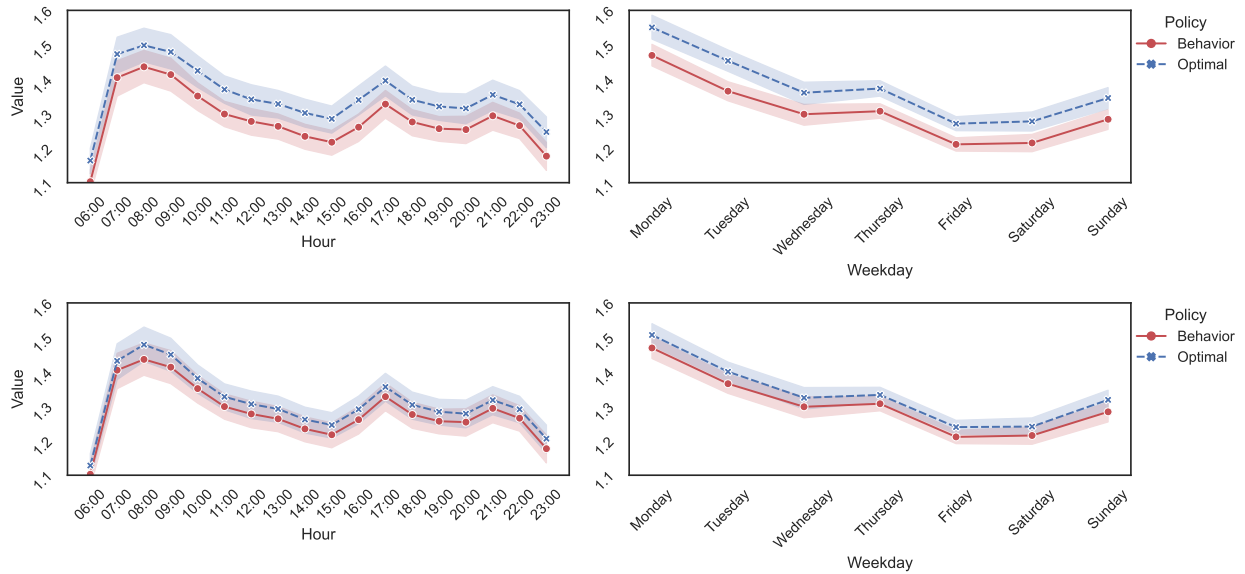 Value
1.6
1.5
1.4
1.3
1.2
1.1
06:00 07:00 08:00 09:00 10:00 11:00 12:00 13:00 14:00 15:00 16:00 17:00 18:00 19:00 20:00 21:00 22:00 23:00
Hour
1.6
1.5
1.4
1.3
1.2
1.1
Monday Tuesday Wednesday Thursday Friday Saturday Sunday
Weekday
Policy
Behavior
Optimal
Value
1.6
1.5
1.4
1.3
1.2
1.1
06:00 07:00 08:00 09:00 10:00 11:00 12:00 13:00 14:00 15:00 16:00 17:00 18:00 19:00 20:00 21:00 22:00 23:00
Hour
1.6
1.5
1.4
1.3
1.2
1.1
Monday Tuesday Wednesday Thursday Friday Saturday Sunday
Weekday
Policy
Behavior
Optimal